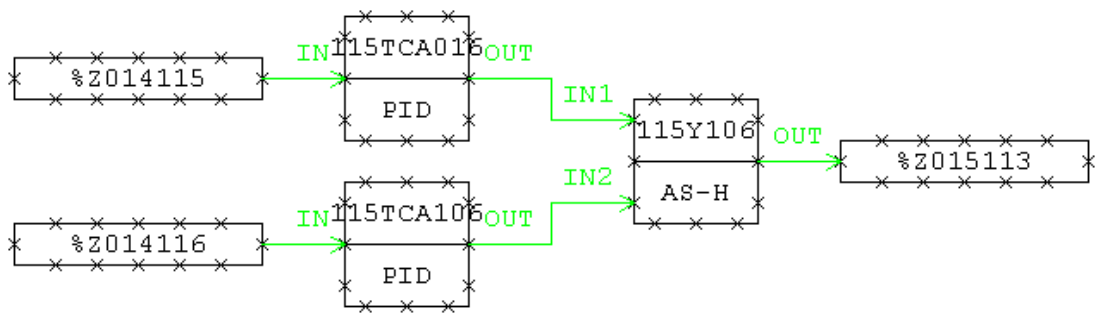 115TCA016
IN
OUT
%Z014115
PID
IN1
115Y106
OUT
%Z015113
IN2
AS-H
115TCA106
IN
OUT
%Z014116
PID